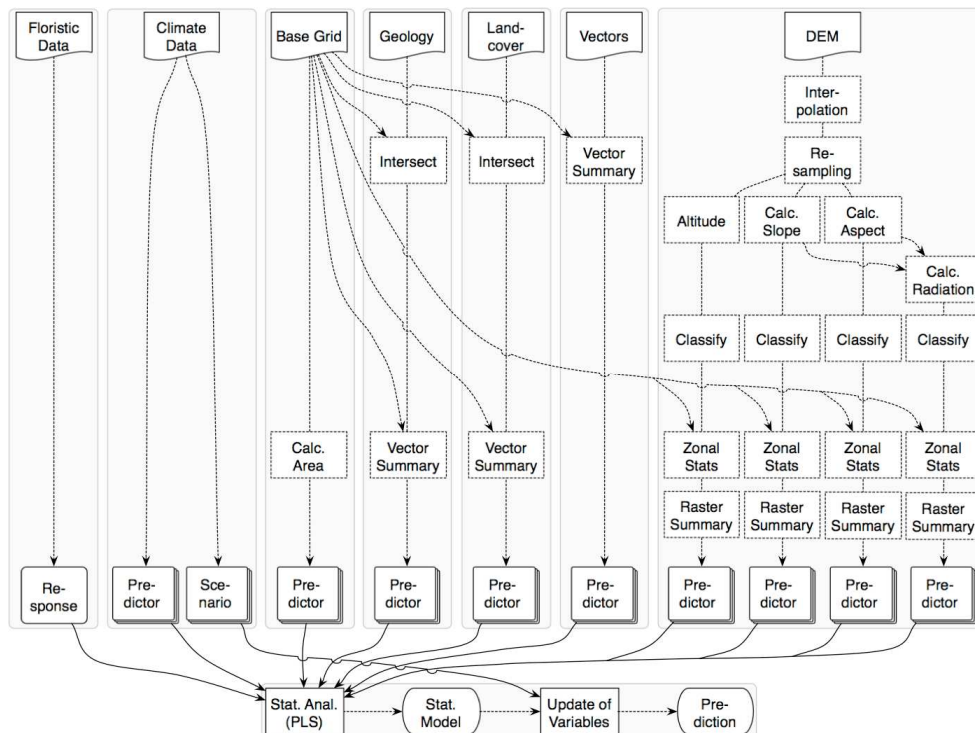 Floristic
Data
Climate
Data
Base Grid
Geology
Land-
cover
Vectors
DEM
Inter-
polation
Intersect
Intersect
Vector
Summary
Re-
sampling
Altitude
Calc.
Slope
Calc.
Aspect
Calc.
Radiation
Classify
Classify
Classify
Classify
Calc.
Area
Vector
Summary
Vector
Summary
Zonal
Stats
Zonal
Stats
Zonal
Stats
Zonal
Stats
Raster
Summary
Raster
Summary
Raster
Summary
Raster
Summary
Re-
sponse
Pre-
dictor
Sce-
nario
Pre-
dictor
Pre-
dictor
Pre-
dictor
Pre-
dictor
Pre-
dictor
Pre-
dictor
Pre-
dictor
Pre-
dictor
Stat. Anal.
(PLS)
Stat.
Model
Update of
Variables
Pre-
diction